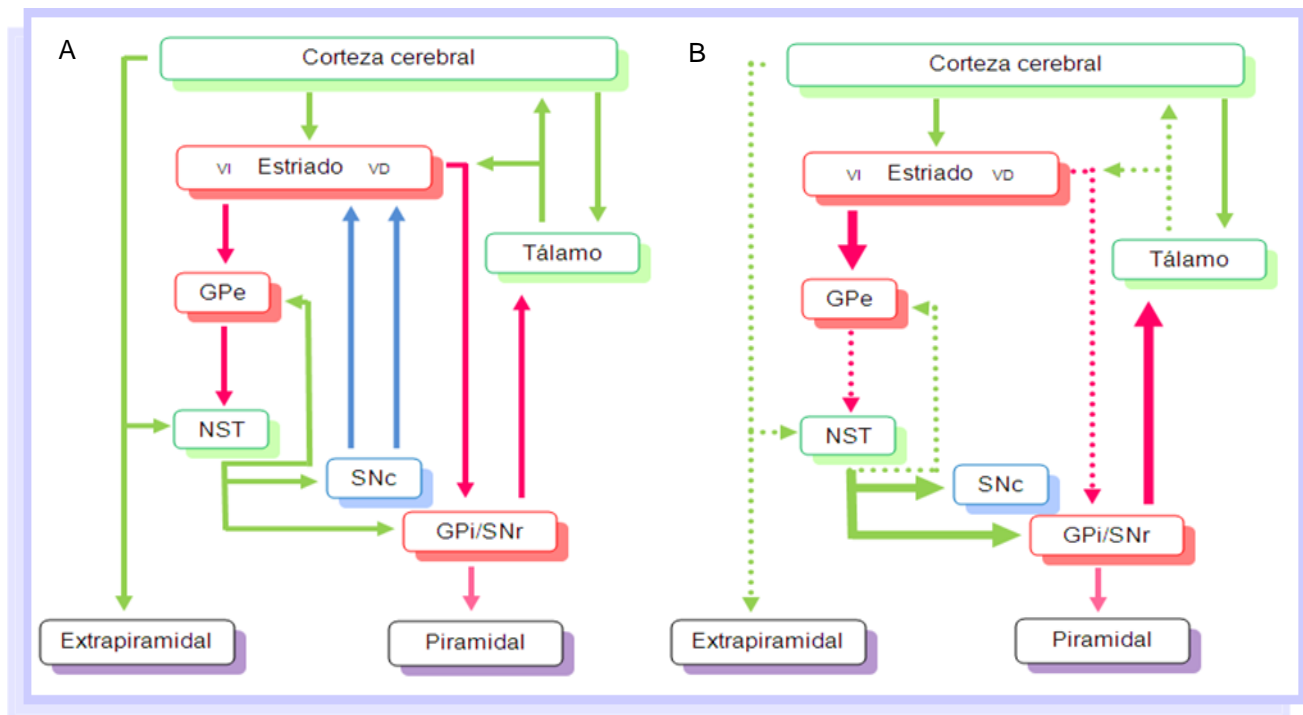 A
Corteza cerebral
VI Estriado VD
Tálamo
GPe
NST
SNc
GPi/SNr
Extrapiramidal
Piramidal
B
Corteza cerebral
VI Estriado VD
Tálamo
GPe
NST
SNc
GPi/SNr
Extrapiramidal
Piramidal